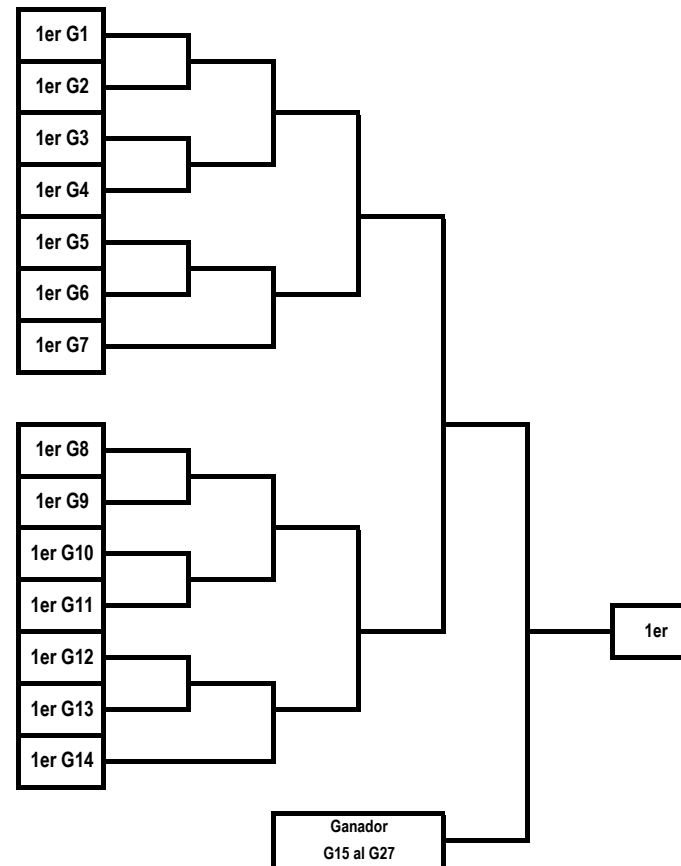 1er G1
1er G2
1er G3
1er G4
1er G5
1er G6
1er G7
1er G8
1er G9
1er G10
1er G11
1er G12
1er G13
1er G14
1er
Ganador
G15 al G27